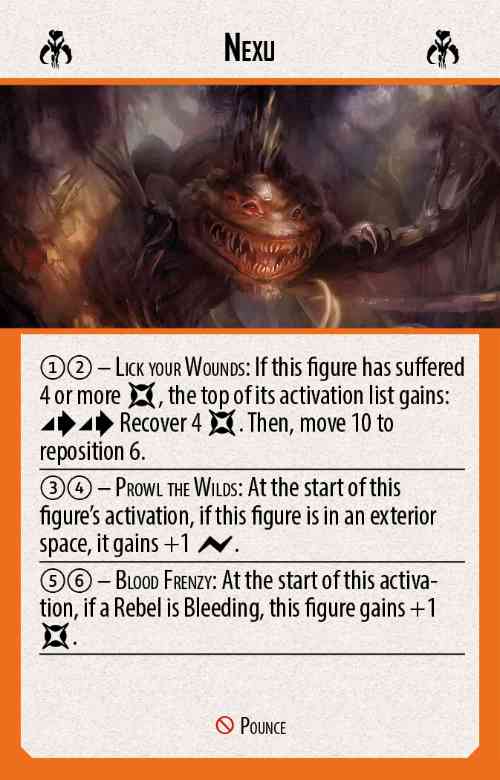 Nexu
①② – Lick your Wounds: If this figure has suffered
4 or more , the top of its activation list gains:
Recover 4 . Then, move 10 to
reposition 6.
③④ – Prowl the Wilds: At the start of this
figure's activation, if this figure is in an exterior
space, it gains +1 .
⑤⑥ – Blood Frenzy: At the start of this activa-
tion, if a Rebel is Bleeding, this figure gains +1
.
Pounce